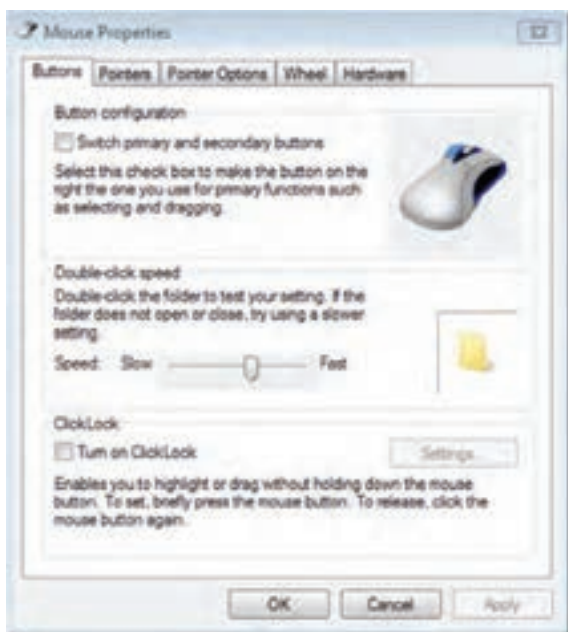 Mouse Properties
Buttons Pointers Pointer Options Wheel Hardware
Button configuration
Switch primary and secondary buttons
Select this check box to make the button on the
right the one you use for primary functions such
as selecting and dragging.
Double-click speed
Double-click the folder to test your setting. If the
folder does not open or close, try using a slower
setting.
Speed: Slow Fast
ClickLock
Turn on ClickLock Settings...
Enables you to highlight or drag without holding down the mouse
button. To set, briefly press the mouse button. To release, click the
mouse button again.
OK Cancel Apply